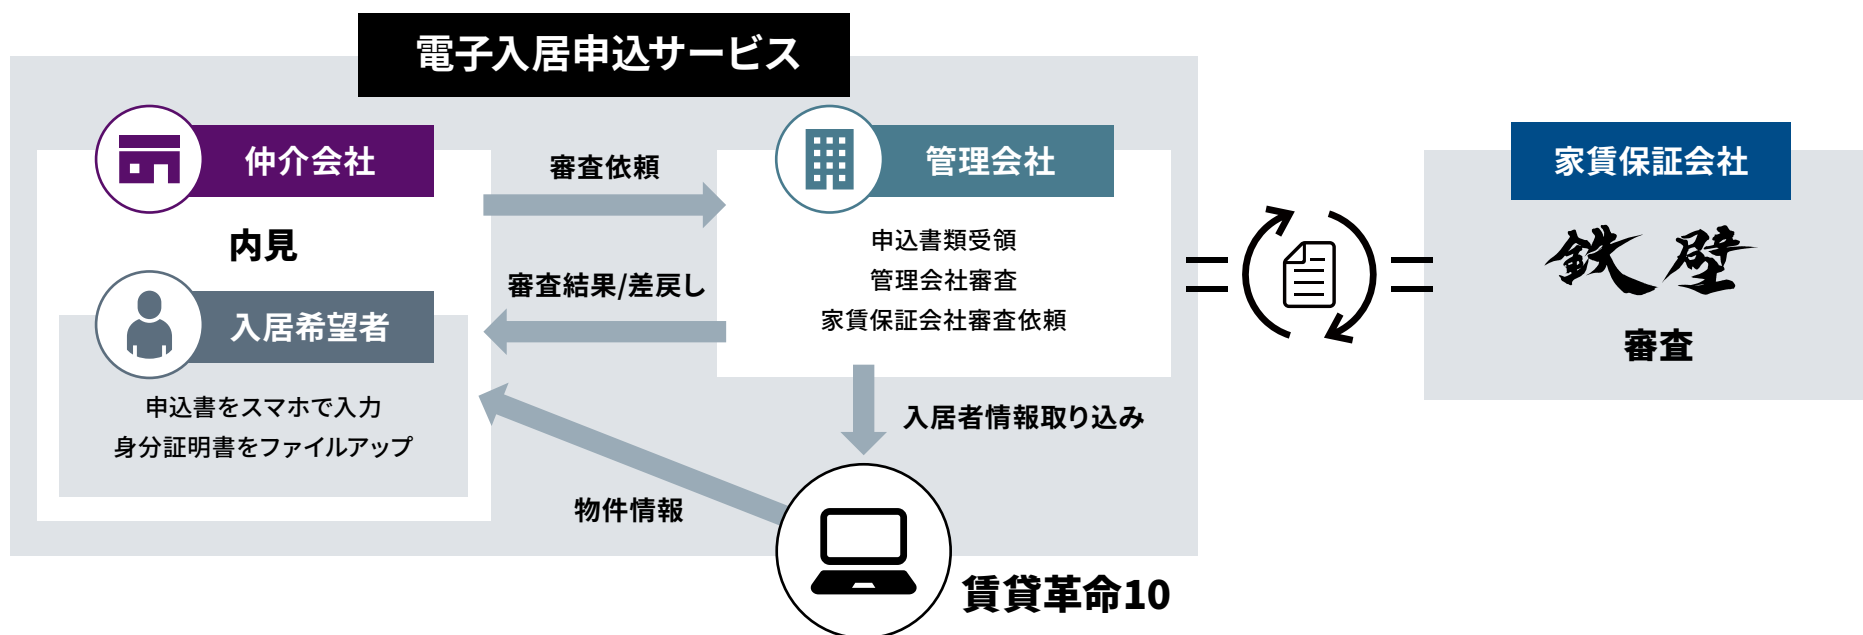 電子入居申込サービス
仲介会社
内見
入居希望者
申込書をスマホで入力
身分証明書をファイルアップ
審査依頼
審査結果/差戻し
物件情報
管理会社
申込書類受領
管理会社審査
家賃保証会社審査依頼
入居者情報取り込み
賃貸革命10
家賃保証会社
鉄壁
審査